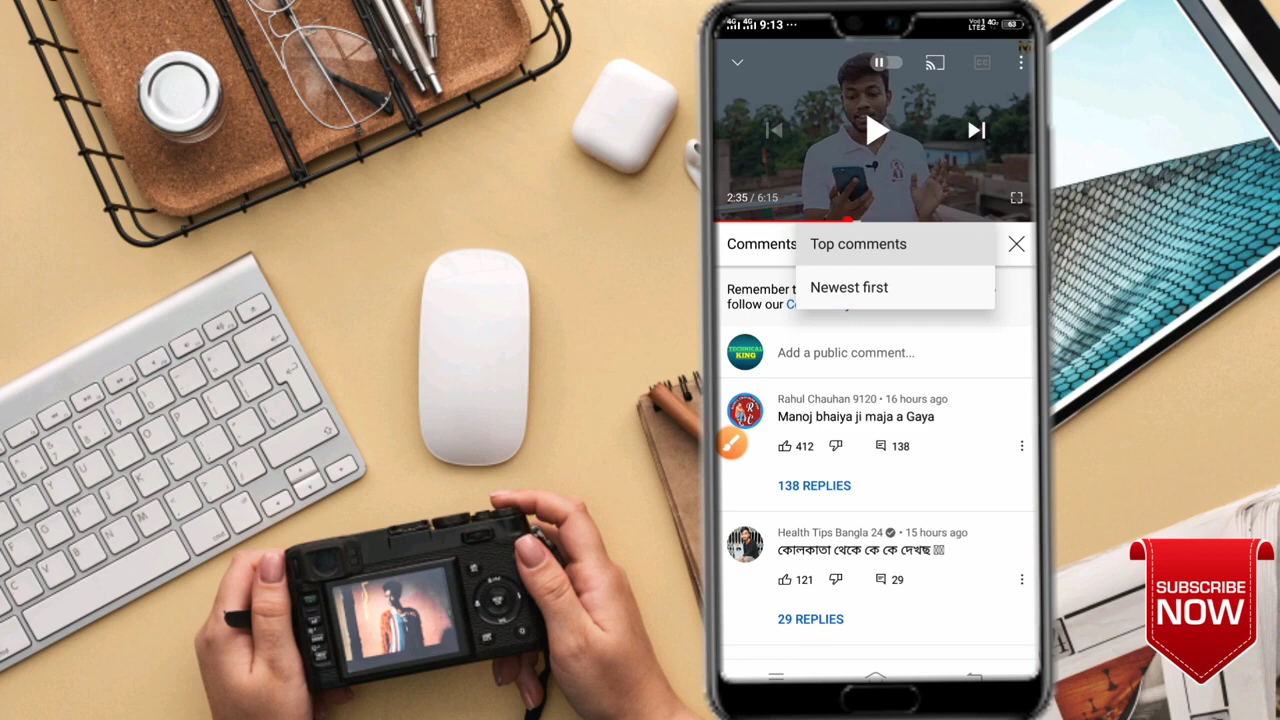 9:13
63
2:35 / 6:15
Comments
Top comments
Newest first
Remember t
follow our C
TECHNICAL
KING
Add a public comment...
Rahul Chauhan 9120 • 16 hours ago
Manoj bhaiya ji maja a Gaya
412
138
138 REPLIES
Health Tips Bangla 24 • 15 hours ago
কোলকাতা থেকে কে কে দেখছ
121
29
29 REPLIES
SUBSCRIBE
NOW